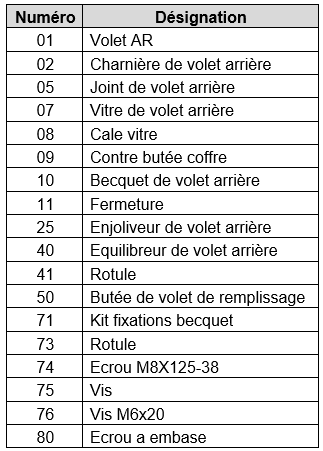 Numéro Désignation
01 Volet AR
02 Charnière de volet arrière
05 Joint de volet arrière
07 Vitre de volet arrière
08 Cale vitre
09 Contre butée coffre
10 Becquet de volet arrière
11 Fermeture
25 Enjoliveur de volet arrière
40 Equilibreur de volet arrière
41 Rotule
50 Butée de volet de remplissage
71 Kit fixations becquet
73 Rotule
74 Ecrou M8X125-38
75 Vis
76 Vis M6x20
80 Ecrou a embase